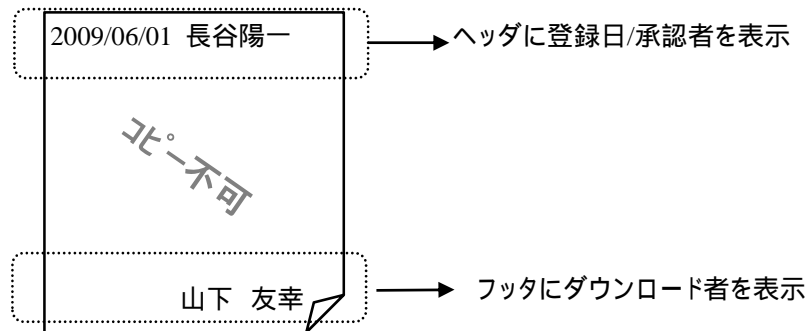 2009/06/01 長谷陽一
ヘッダに登録日/承認者を表示
コピー不可
山下 友幸
フッタにダウンロード者を表示